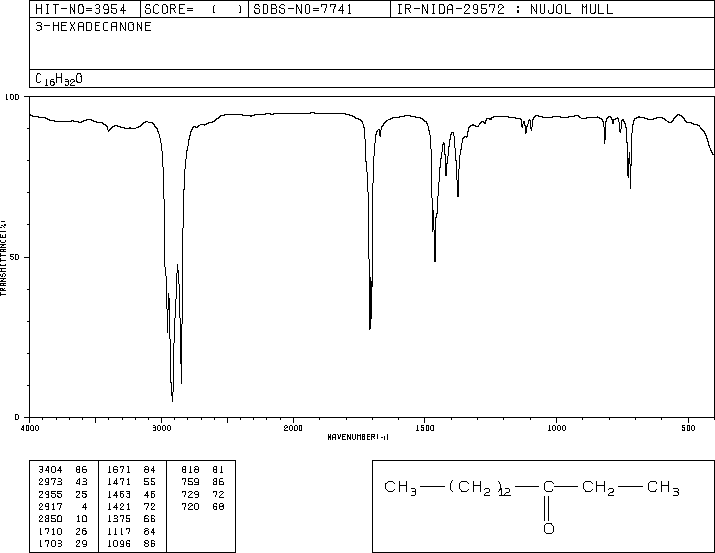 HIT-NO=3954 SCORE= ( ) SDBS-NO=7741 IR-NIDA-29572 : NUJOL MULL
3-HEXADECANONE
C16H32O
100
50
0
TRANSMITTANCE(%)
4000 3000 2000 1500 1000 500
WAVENUMBER(-1)
3404 86 1671 84 818 81
2973 43 1471 55 759 86
2955 25 1463 46 729 72
2917 4 1421 72 720 68
2850 10 1375 66
1710 26 1117 84
1703 29 1096 86
CH3 (CH2)12 C CH2 CH3
O